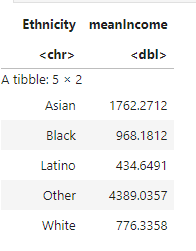 Ethnicity meanIncome
<chr> <dbl>
A tibble: 5 × 2
Asian 1762.2712
Black 968.1812
Latino 434.6491
Other 4389.0357
White 776.3358